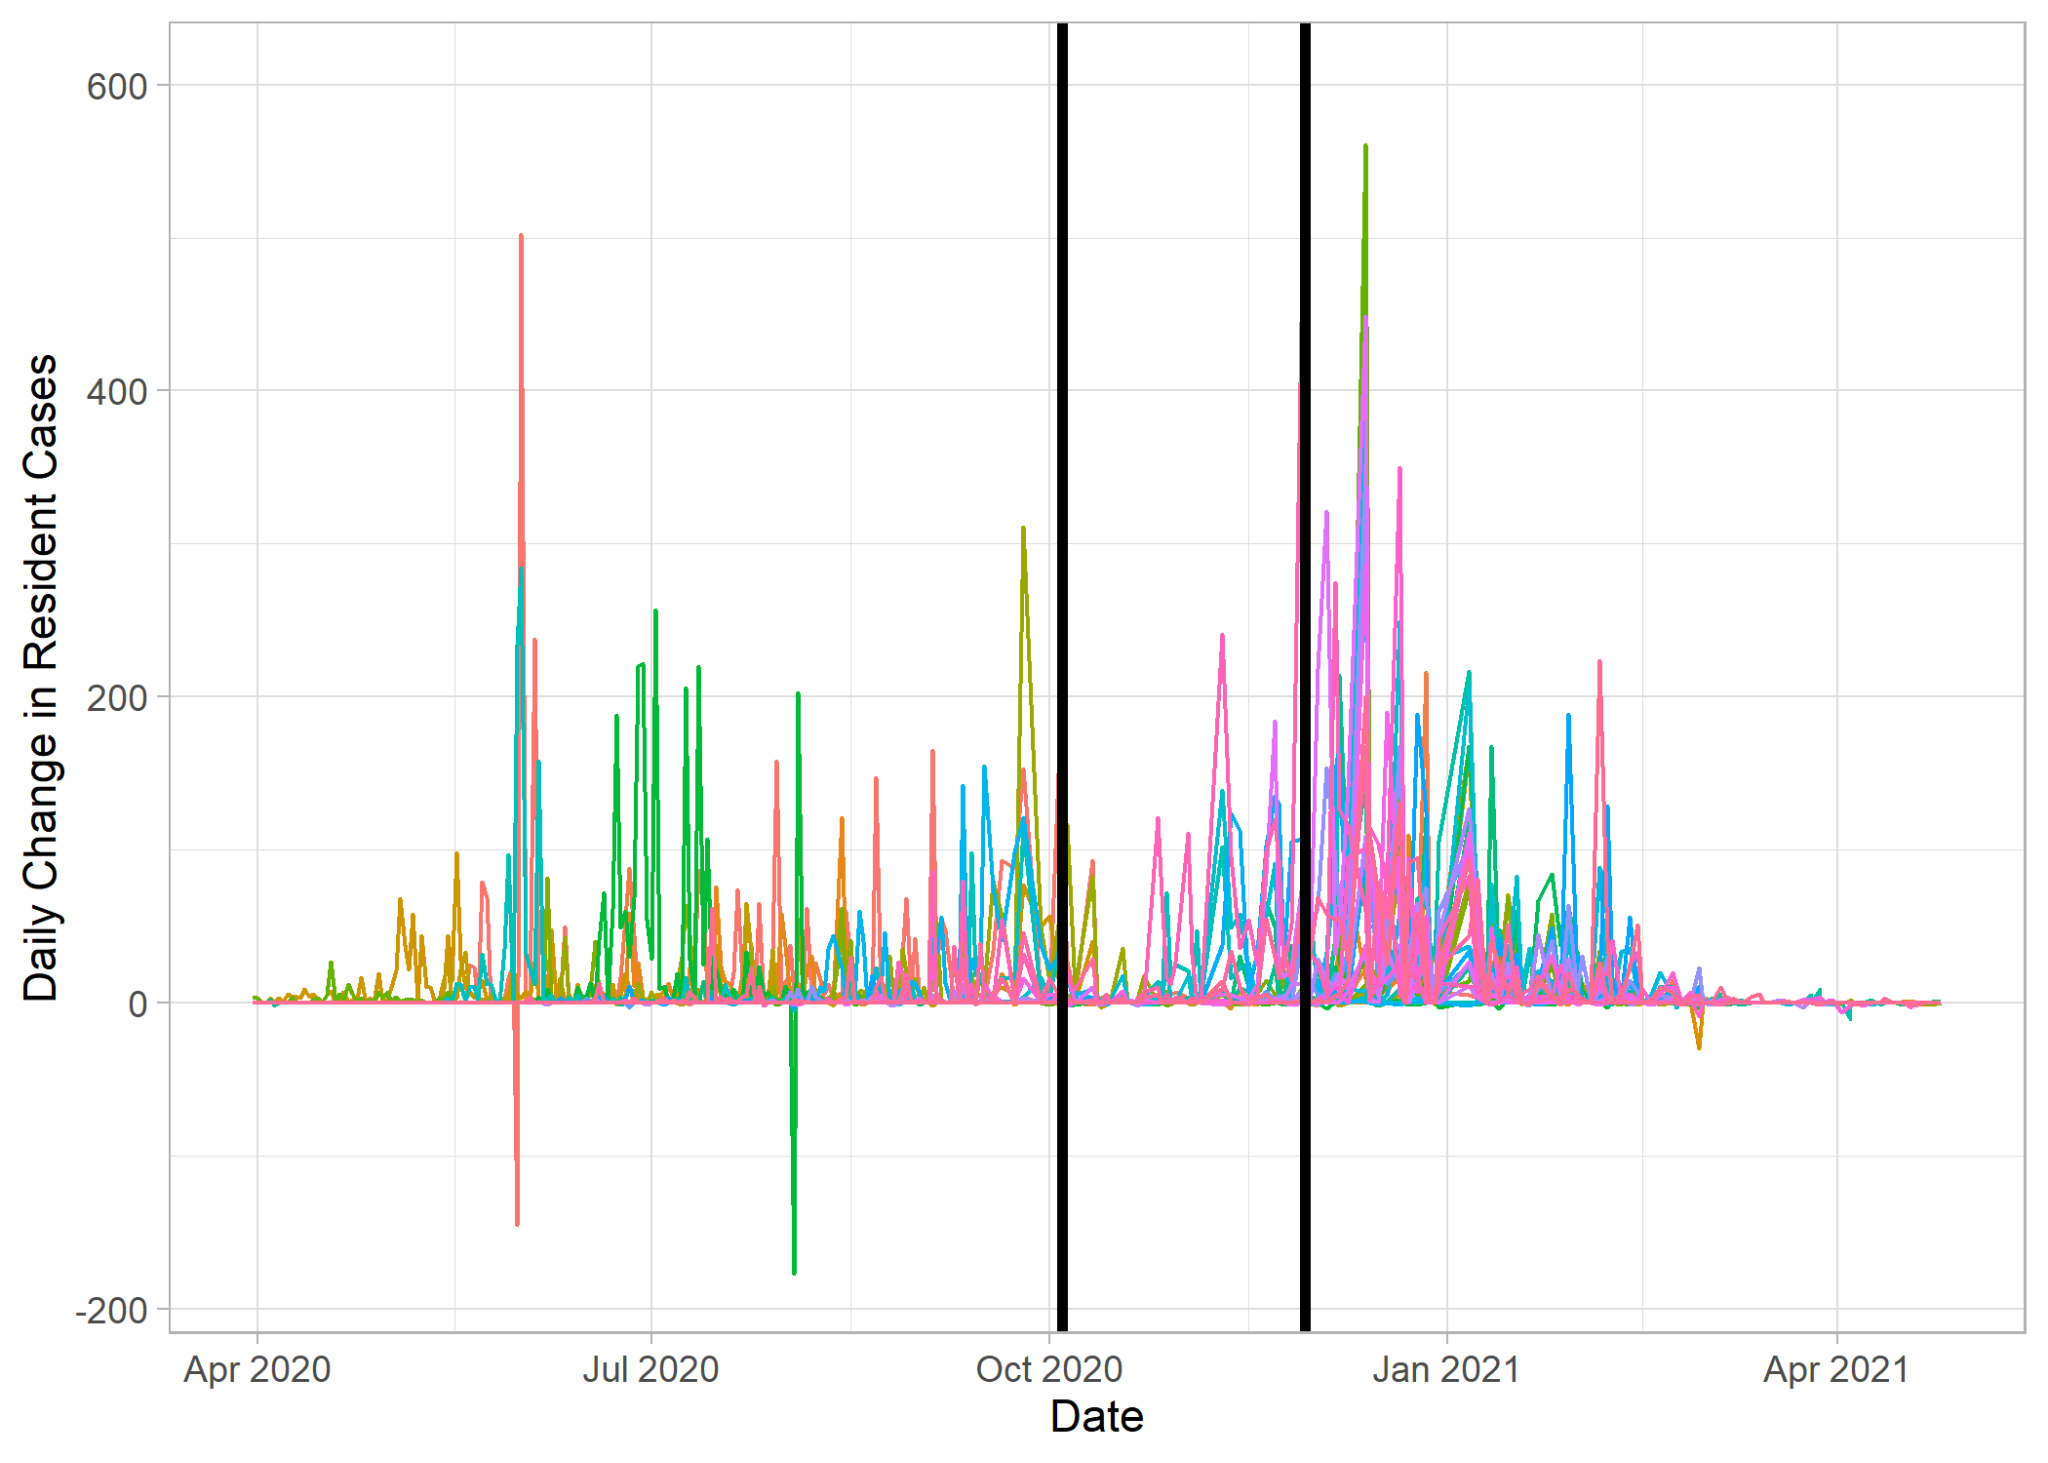 600
400
200
0
-200
Daily Change in Resident Cases
Apr 2020
Jul 2020
Oct 2020
Jan 2021
Apr 2021
Date